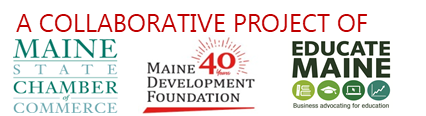 A COLLABORATIVE PROJECT OF
MAINE
STATE
CHAMBER
of
COMMERCE
MAINE 40 Years
DEVELOPMENT
FOUNDATION
EDUCATE
MAINE
Business advocating for education